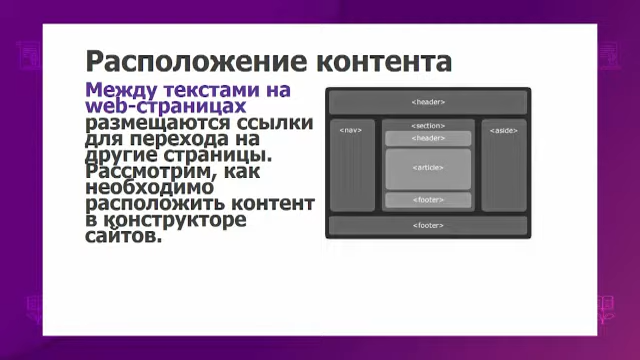 Расположение контента
Между текстами на
web-страницах
размещаются ссылки
для перехода на
другие страницы.
Рассмотрим, как
необходимо
расположить контент
в конструкторе
сайтов.
<header>
<nav>
<section>
<header>
<article>
<footer>
<aside>
<footer>